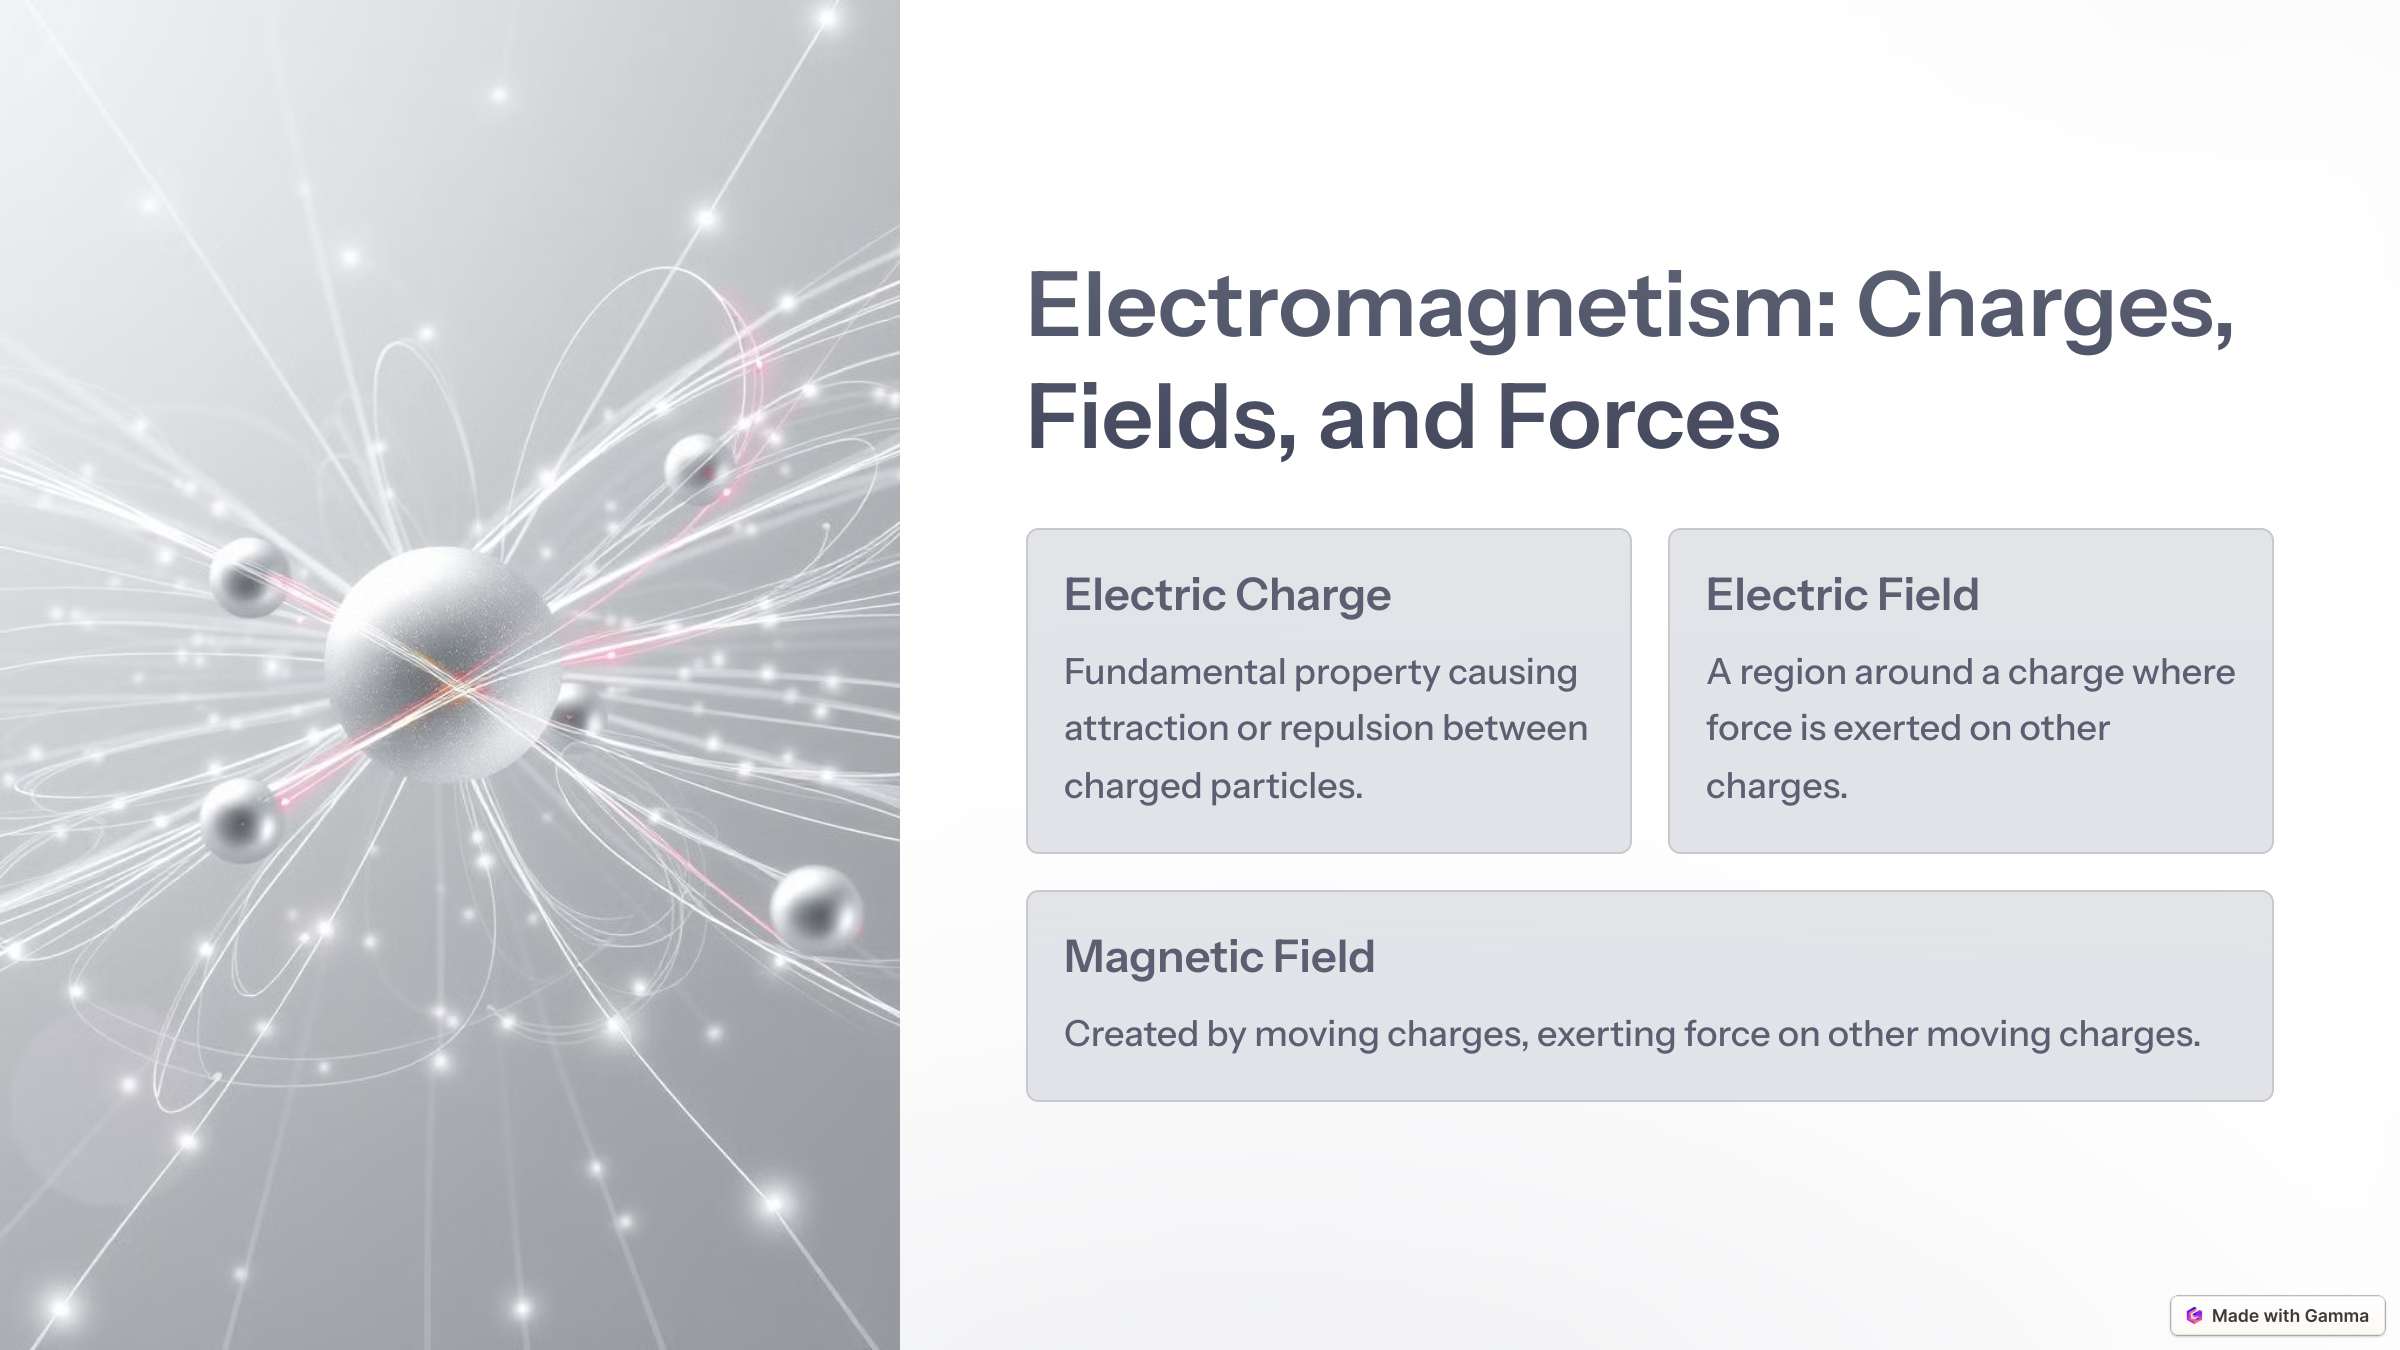 Electromagnetism: Charges,
Fields, and Forces
Electric Charge
Fundamental property causing
attraction or repulsion between
charged particles.
Electric Field
A region around a charge where
force is exerted on other
charges.
Magnetic Field
Created by moving charges, exerting force on other moving charges.
Made with Gamma